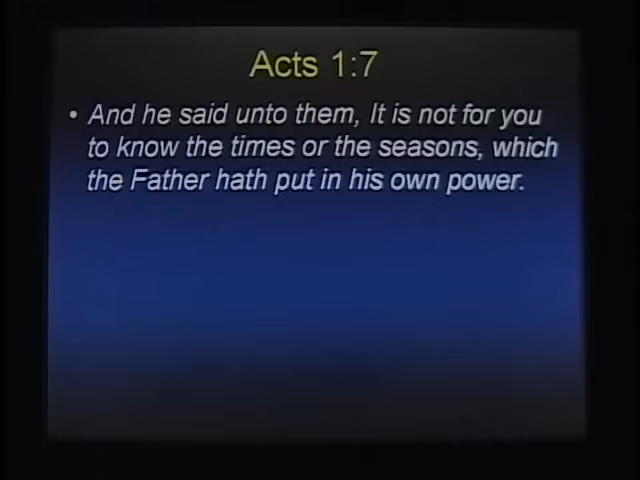 Acts 1:7
• And he said unto them, It is not for you
to know the times or the seasons, which
the Father hath put in his own power.